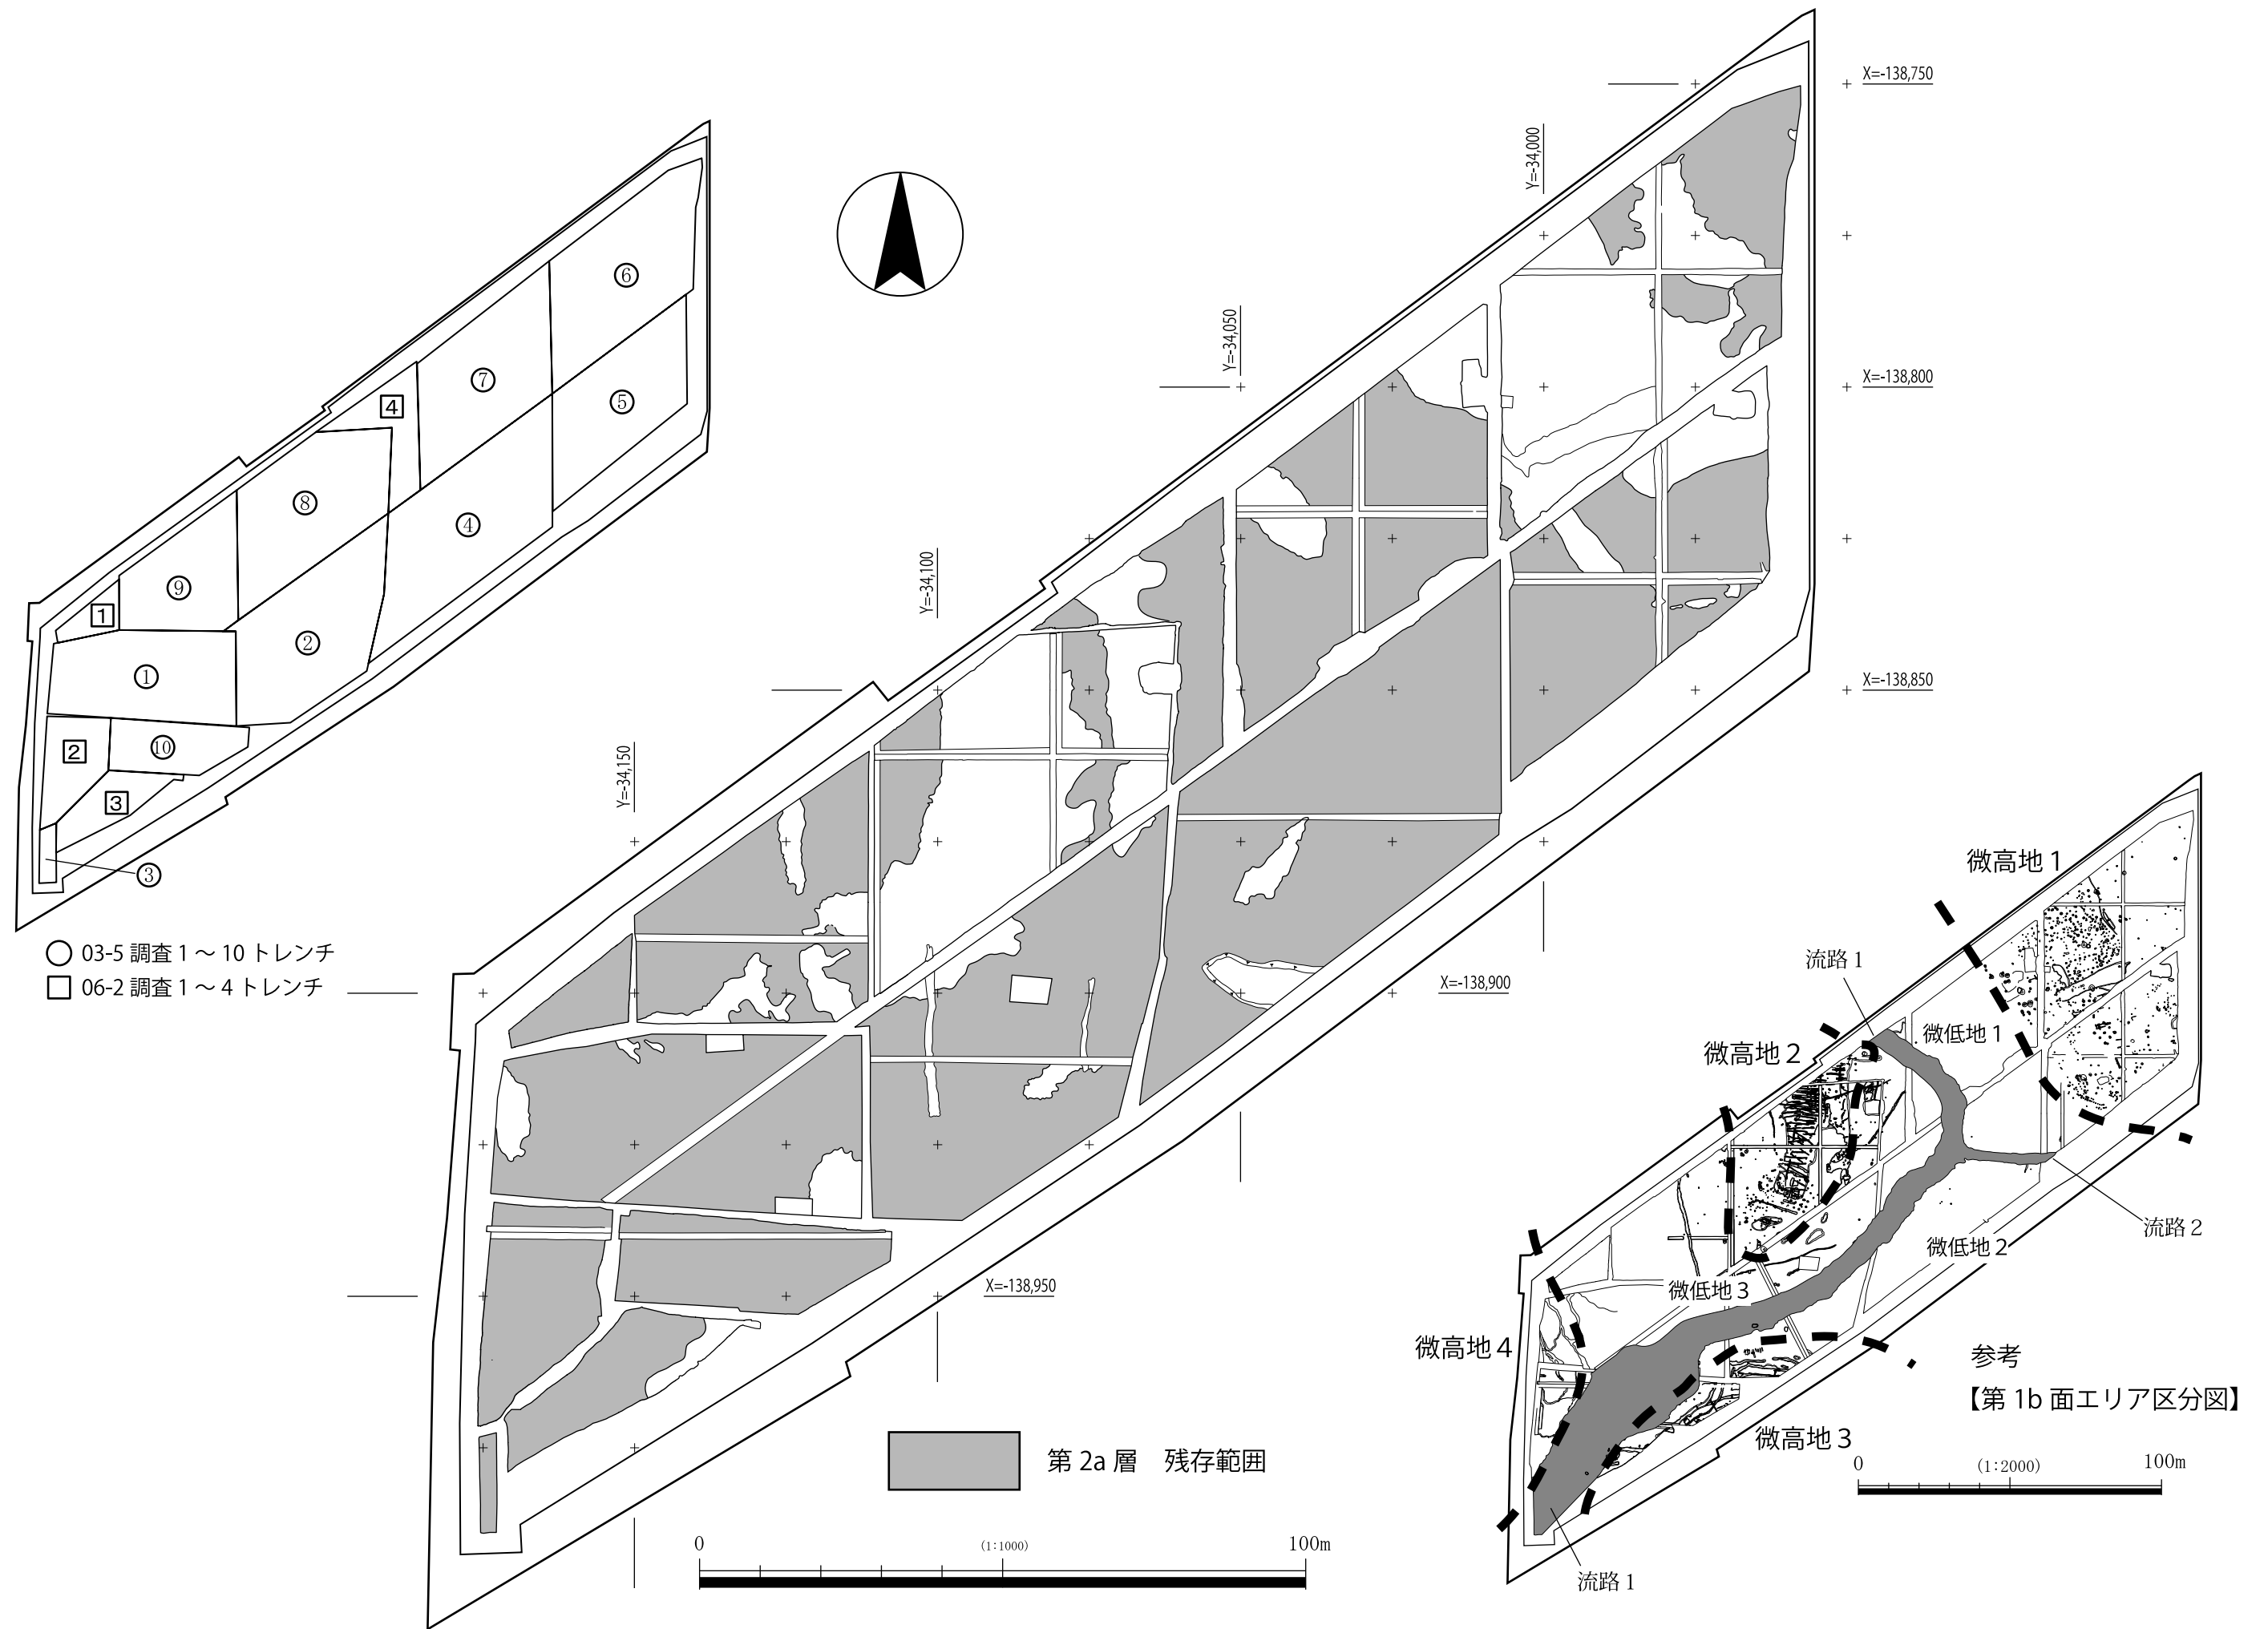 X=-138,750
Y=-34,000
Y=-34,050
X=-138,800
Y=-34,100
X=-138,850
Y=-34,150
X=-138,900
X=-138,950
⑥
⑦
⑤
4
⑧
④
⑨
1
②
①
2
⑩
3
③
○ 03-5 調査 1 ～ 10 トレンチ
□ 06-2 調査 1 ～ 4 トレンチ
第 2a 層　残存範囲
0
(1:1000)
100m
微高地 1
流路 1
微低地 1
微高地 2
流路 2
微低地 2
微低地 3
微高地 4
参考
【第 1b 面エリア区分図】
微高地 3
0
(1:2000)
100m
流路 1